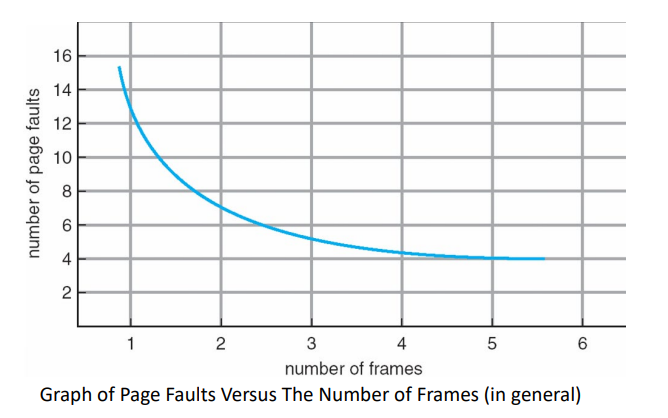 number of page faults
16
14
12
10
8
6
4
2
1 2 3 4 5 6
number of frames
Graph of Page Faults Versus The Number of Frames (in general)